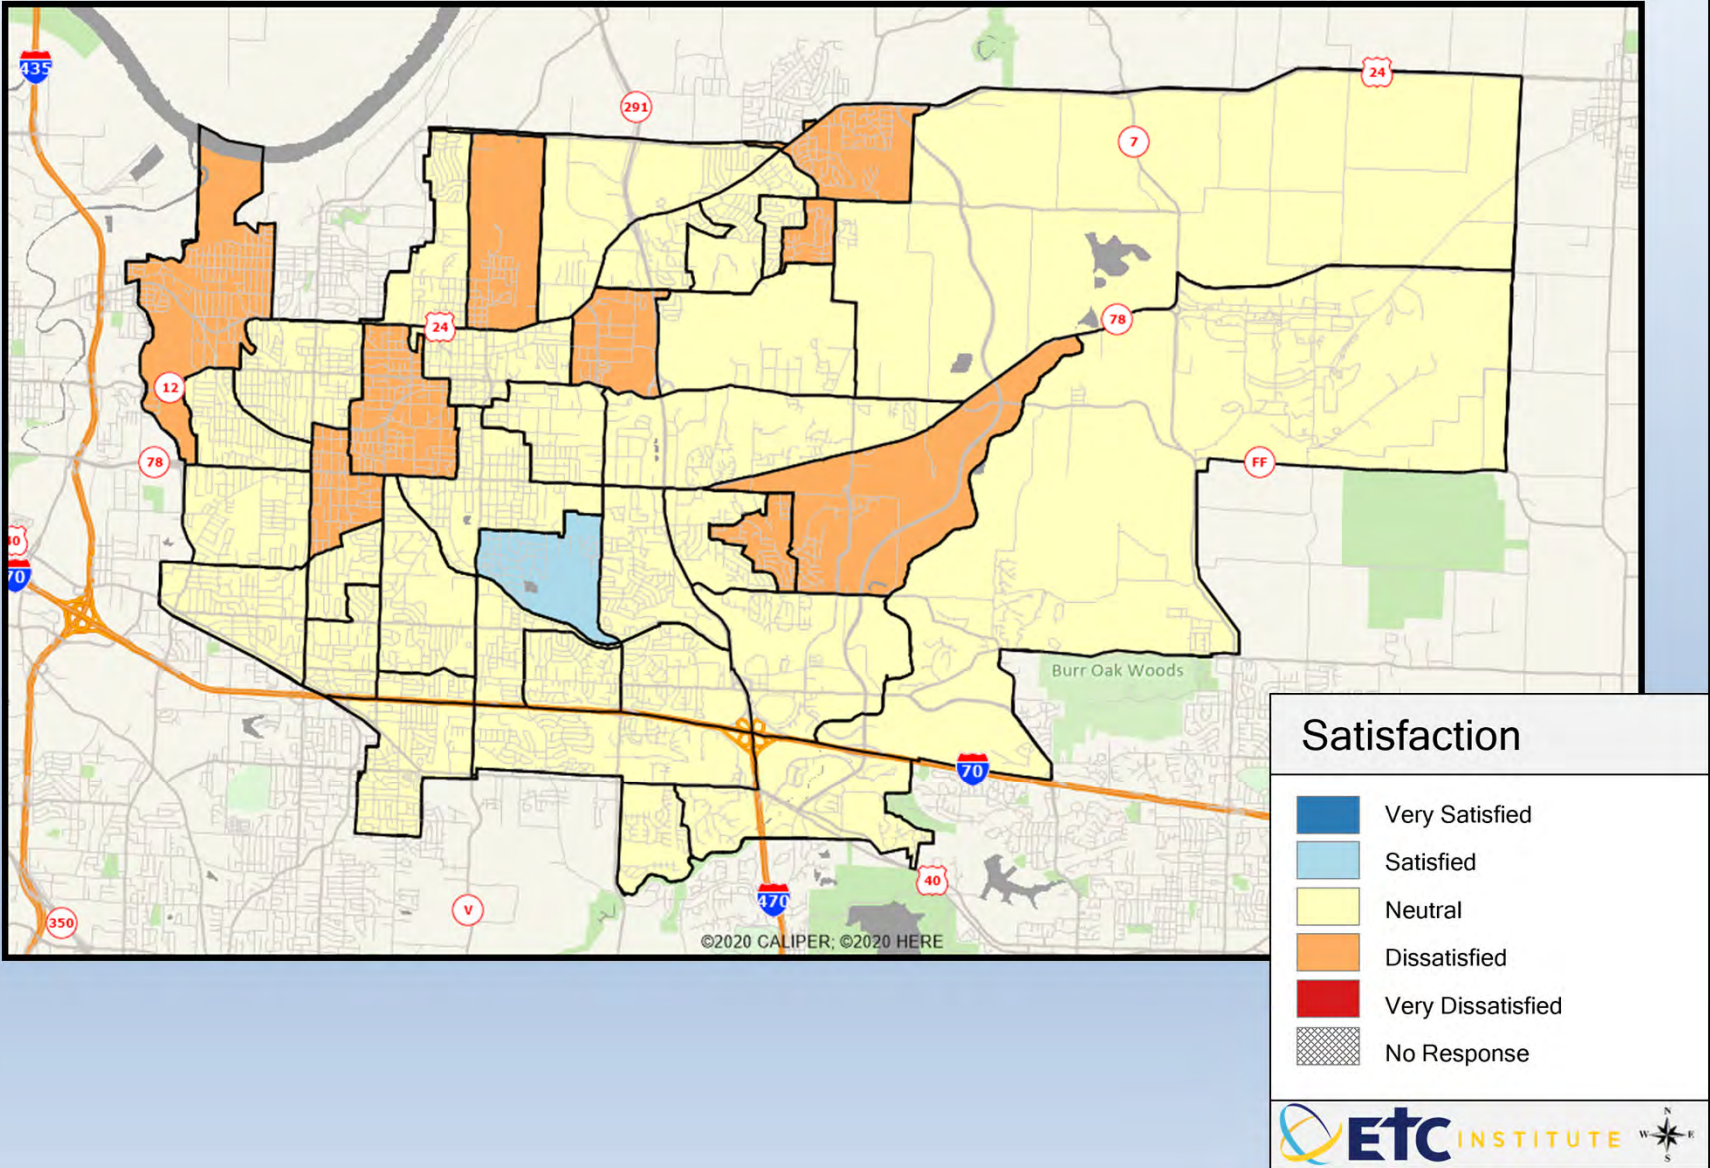 435
291
24
7
24
78
12
78
FF
40
70
Burr Oak Woods
70
40
470
V
350
©2020 CALIPER; ©2020 HERE
Satisfaction
Very Satisfied
Satisfied
Neutral
Dissatisfied
Very Dissatisfied
No Response
ETC INSTITUTE
N
W E
S